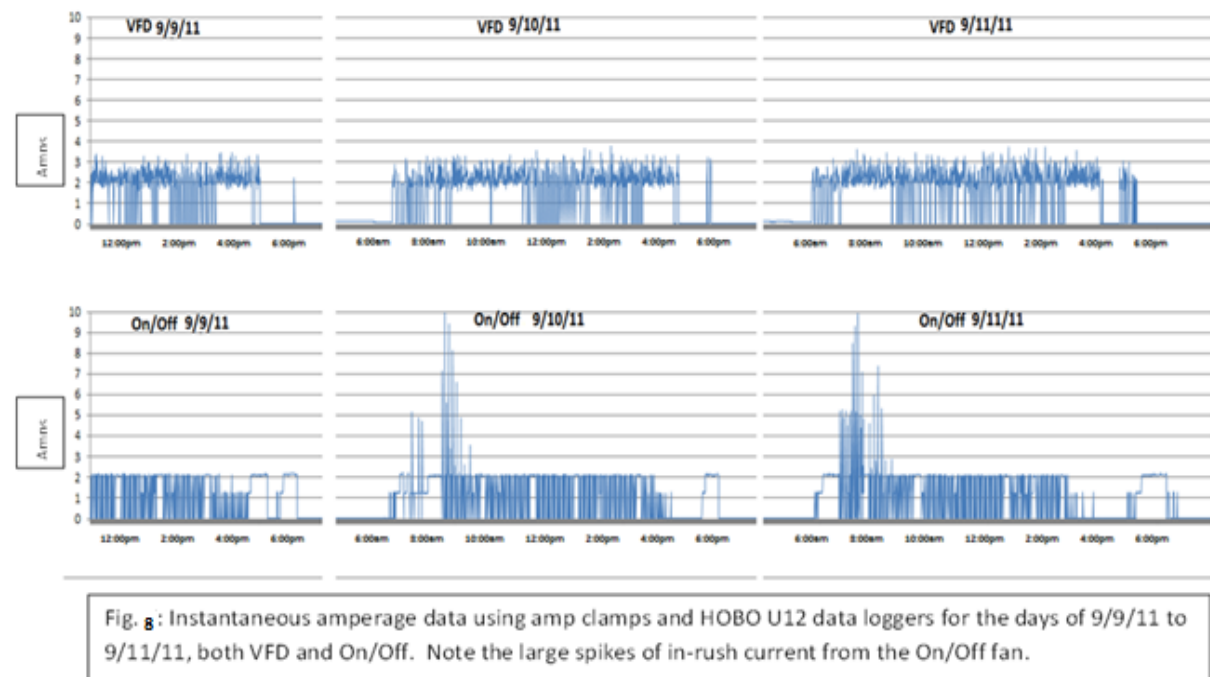 VFD 9/9/11
VFD 9/10/11
VFD 9/11/11
10
9
8
7
6
5
4
3
2
1
0
Amps
12:00pm 2:00pm 4:00pm 6:00pm
6:00am 8:00am 10:00am 12:00pm 2:00pm 4:00pm 6:00pm
6:00am 8:00am 10:00am 12:00pm 2:00pm 4:00pm 6:00pm
On/Off 9/9/11
On/Off 9/10/11
On/Off 9/11/11
10
9
8
7
6
5
4
3
2
1
0
Amps
12:00pm 2:00pm 4:00pm 6:00pm
6:00am 8:00am 10:00am 12:00pm 2:00pm 4:00pm 6:00pm
6:00am 8:00am 10:00am 12:00pm 2:00pm 4:00pm 6:00pm
Fig. 8: Instantaneous amperage data using amp clamps and HOBO U12 data loggers for the days of 9/9/11 to
9/11/11, both VFD and On/Off. Note the large spikes of in-rush current from the On/Off fan.